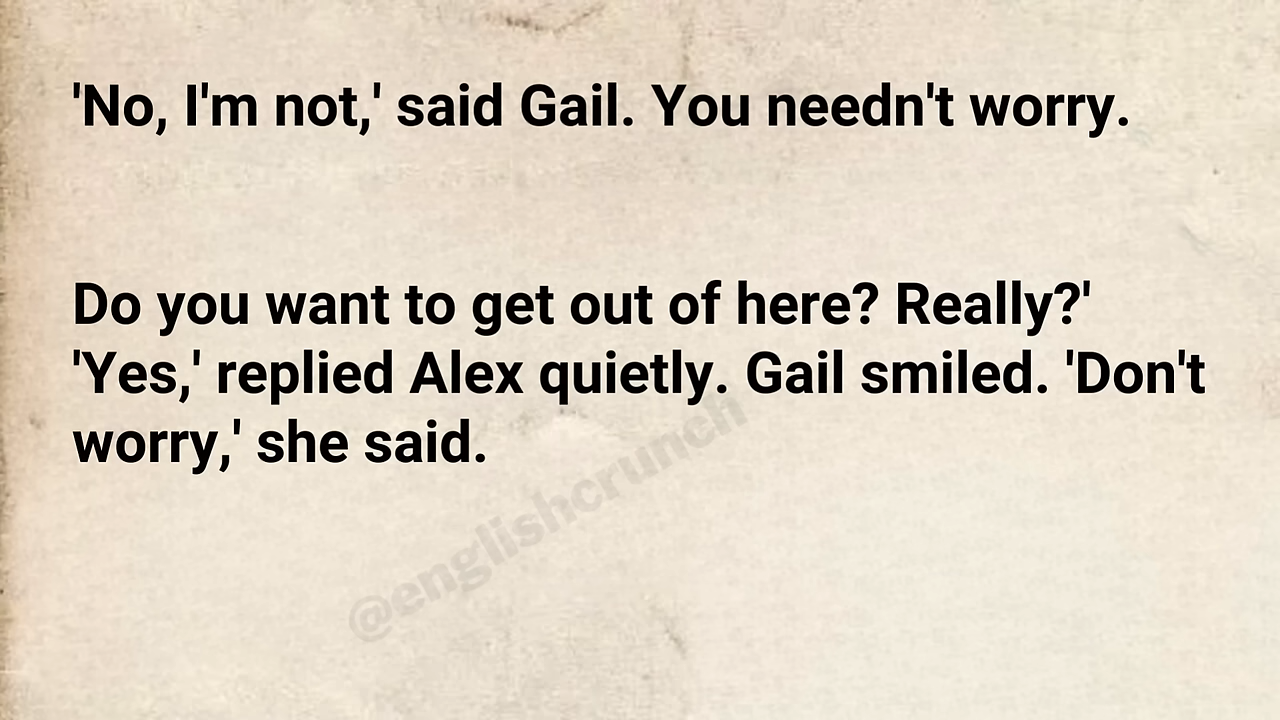 'No, I'm not,' said Gail. You needn't worry.
Do you want to get out of here? Really?'
'Yes,' replied Alex quietly. Gail smiled. 'Don't
worry,' she said.
@englishcrunch